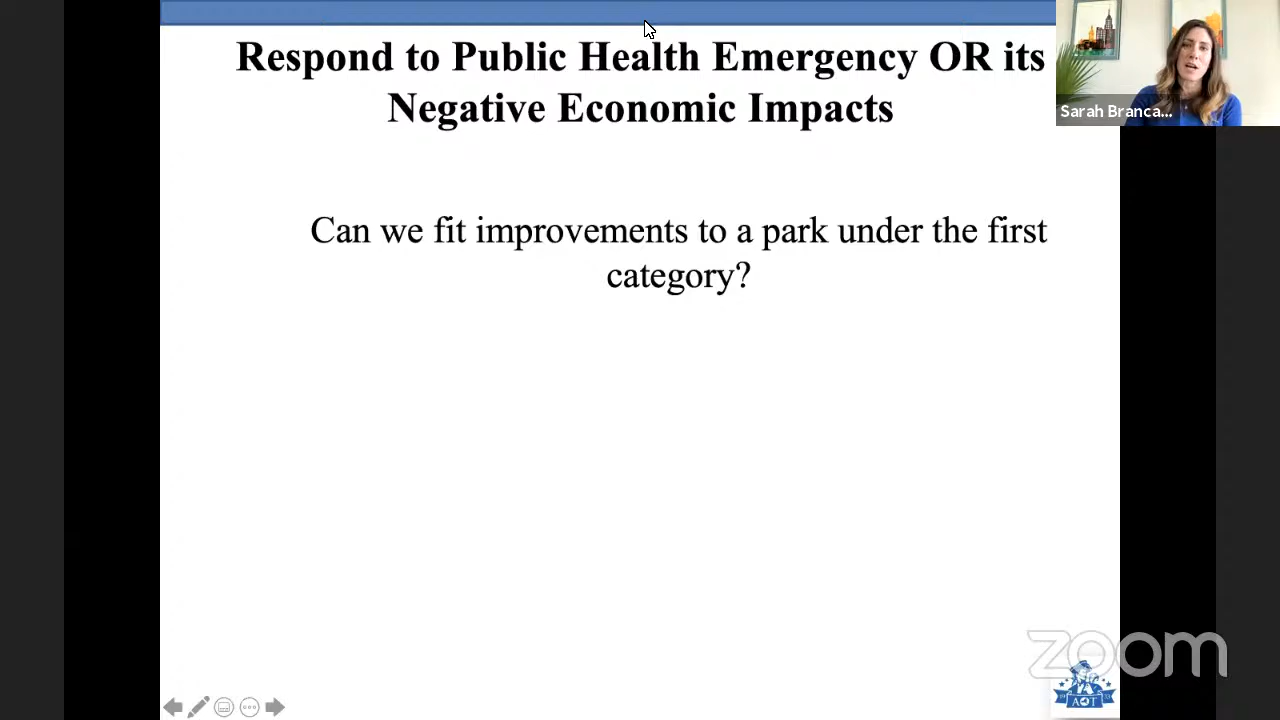 Respond to Public Health Emergency OR its
Negative Economic Impacts
Sarah Branca...
Can we fit improvements to a park under the first
category?
zoom
AOT